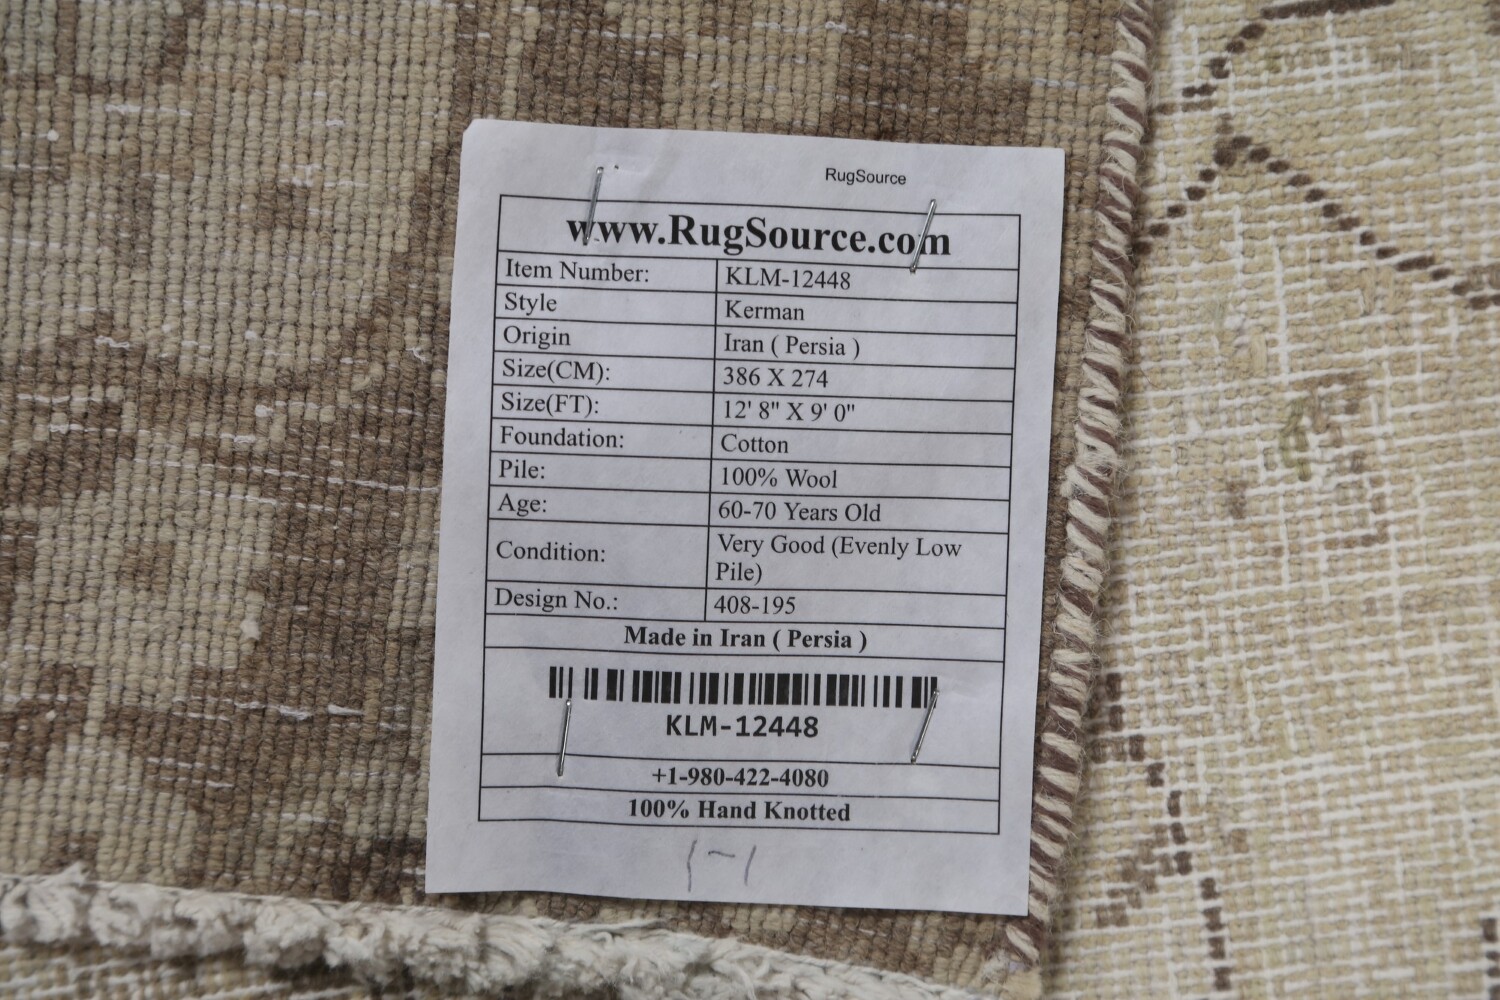 RugSource
www.RugSource.com
Item Number: KLM-12448
Style Kerman
Origin Iran ( Persia )
Size(CM): 386 X 274
Size(FT): 12' 8" X 9' 0"
Foundation: Cotton
Pile: 100% Wool
Age: 60-70 Years Old
Condition: Very Good (Evenly Low
Pile)
Design No.: 408-195
Made in Iran ( Persia )
KLM-12448
+1-980-422-4080
100% Hand Knotted
1-1